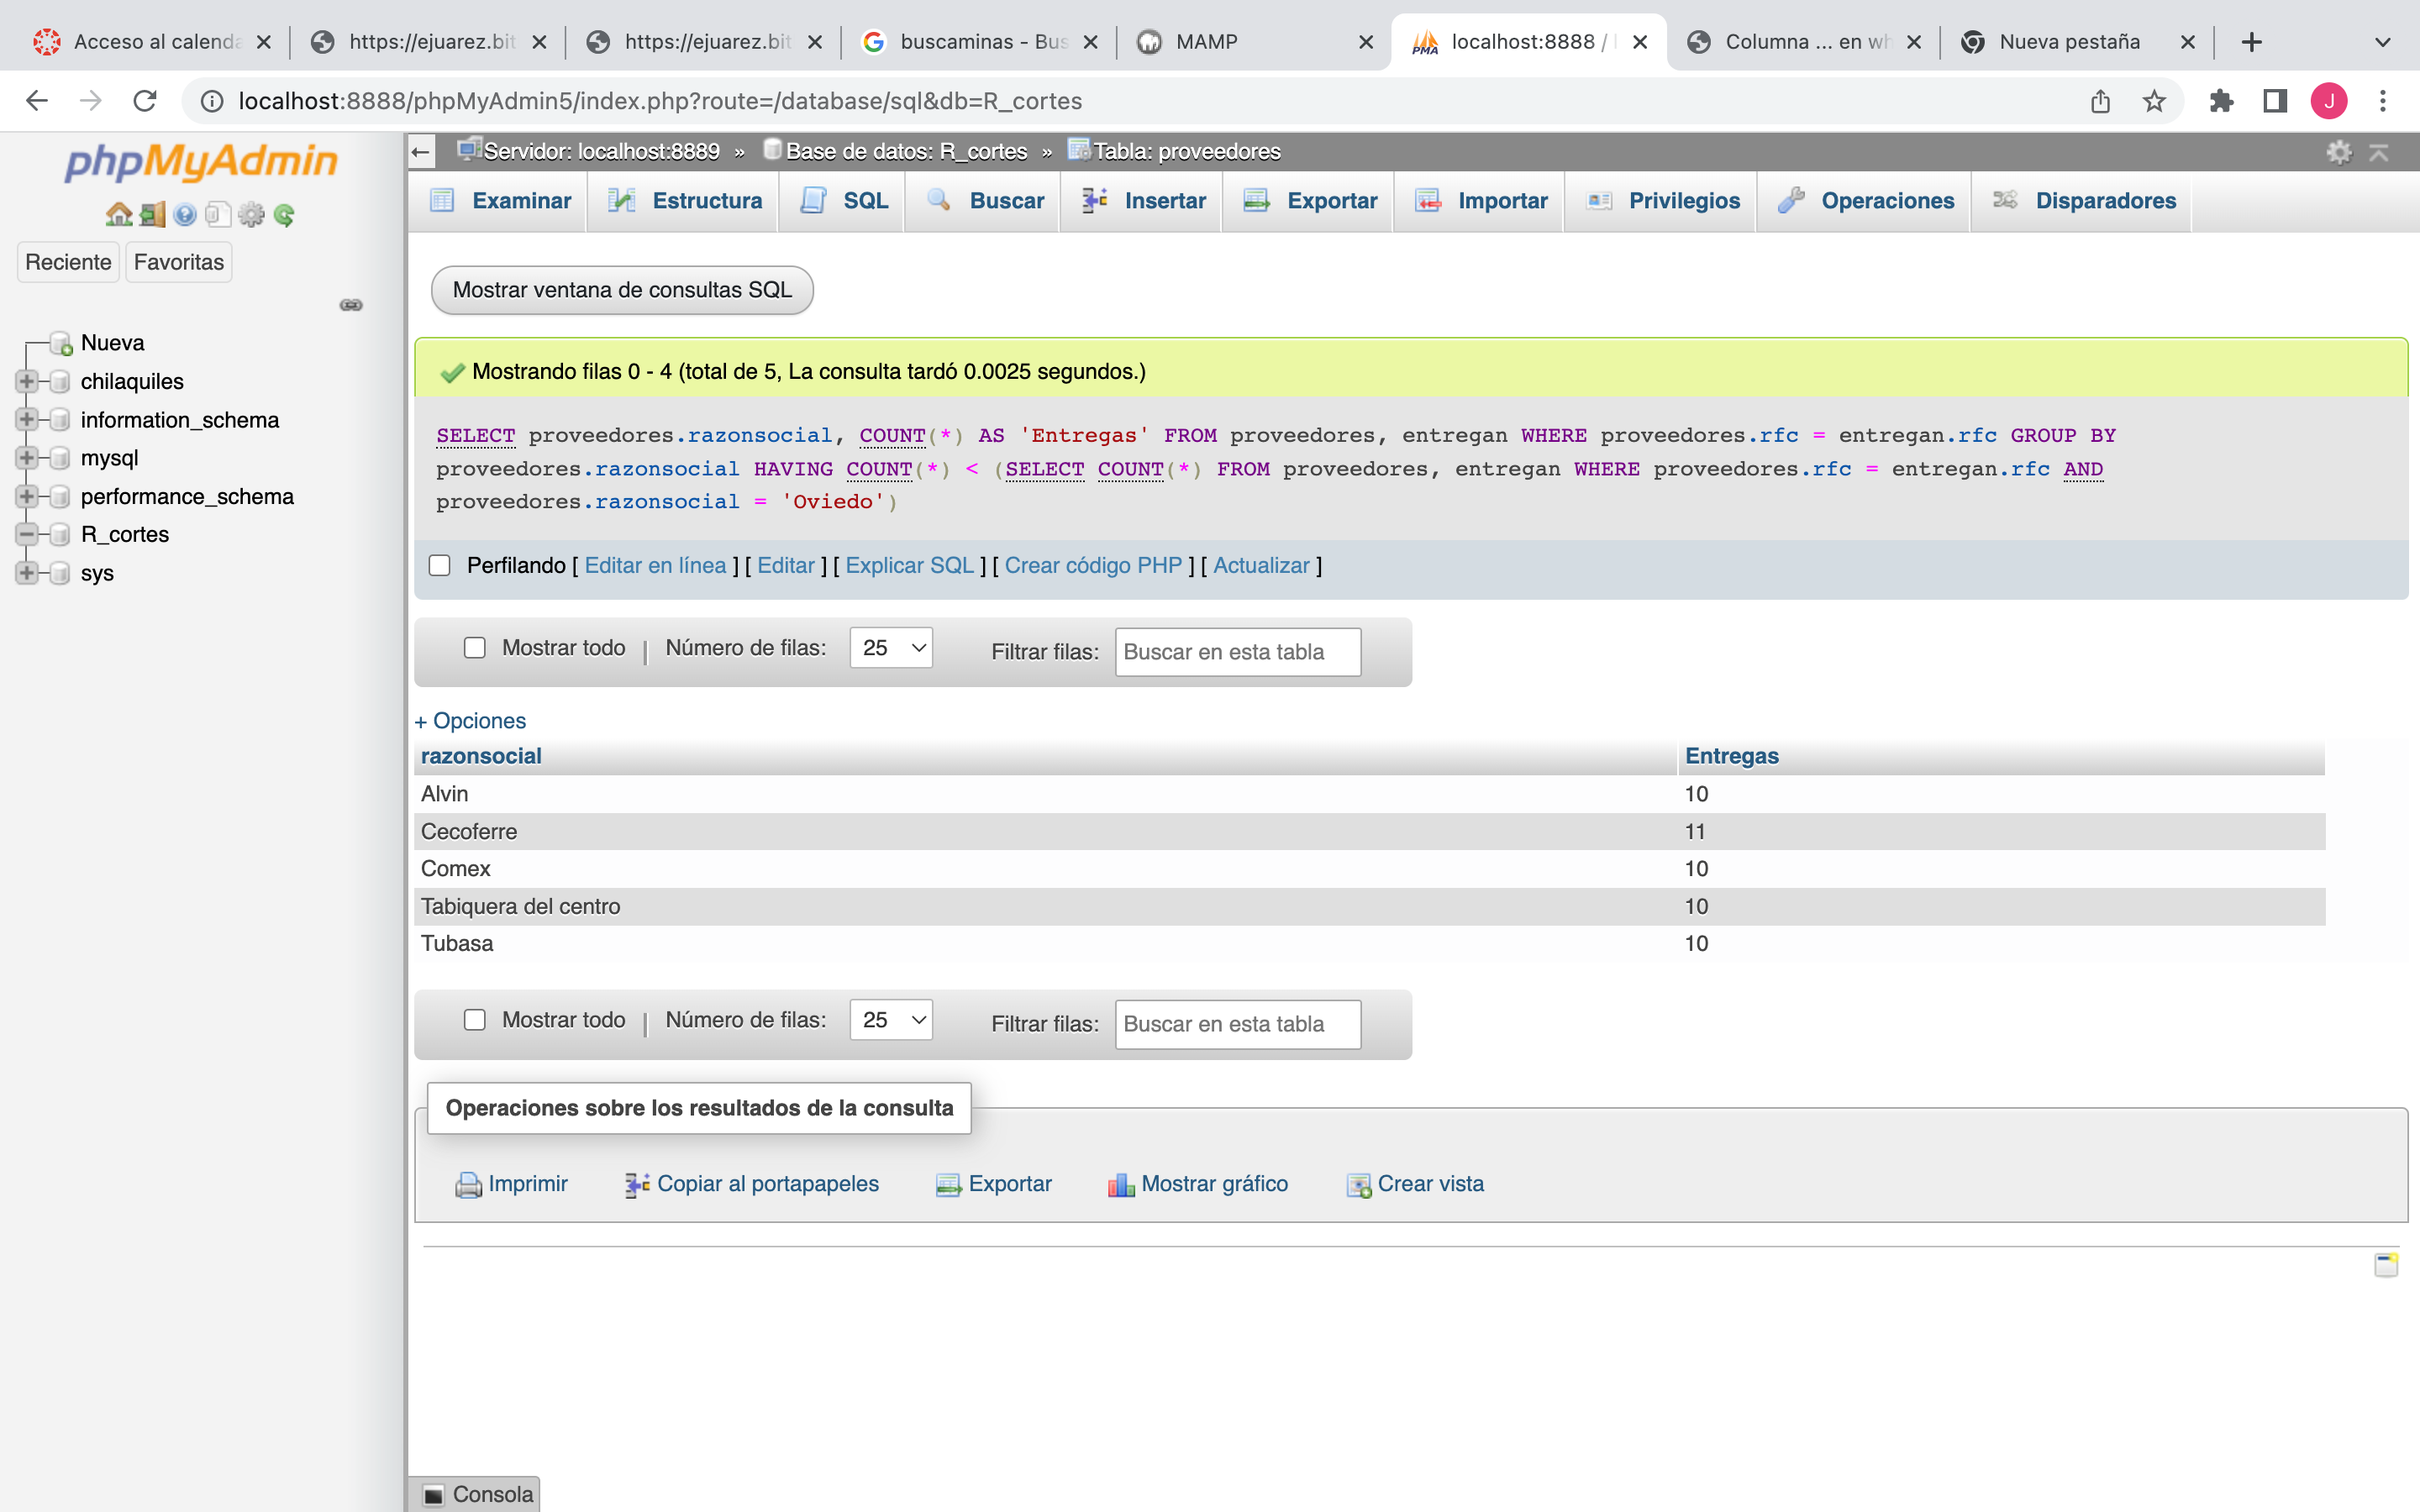 Acceso al calenda
https://ejuarez.bit
https://ejuarez.bit
buscaminas - Bus
MAMP
localhost:8888 /
Columna ... en wh
Nueva pestaña
localhost:8888/phpMyAdmin5/index.php?route=/database/sql&db=R_cortes
J
phpMyAdmin
Reciente Favoritas
Nueva
chilaquiles
information_schema
mysql
performance_schema
R_cortes
sys
Servidor: localhost:8889 » Base de datos: R_cortes » Tabla: proveedores
Examinar Estructura SQL Buscar Insertar Exportar Importar Privilegios Operaciones Disparadores
Mostrar ventana de consultas SQL
Mostrando filas 0 - 4 (total de 5, La consulta tardó 0.0025 segundos.)
SELECT proveedores.razonsocial, COUNT(*) AS 'Entregas' FROM proveedores, entregan WHERE proveedores.rfc = entregan.rfc GROUP BY
proveedores.razonsocial HAVING COUNT(*) < (SELECT COUNT(*) FROM proveedores, entregan WHERE proveedores.rfc = entregan.rfc AND
proveedores.razonsocial = 'Oviedo')
Perfilando [ Editar en línea ] [ Editar ] [ Explicar SQL ] [ Crear código PHP ] [ Actualizar ]
Mostrar todo | Número de filas: 25 Filtrar filas: Buscar en esta tabla
+ Opciones
razonsocial Entregas
Alvin 10
Cecoferre 11
Comex 10
Tabiquera del centro 10
Tubasa 10
Mostrar todo | Número de filas: 25 Filtrar filas: Buscar en esta tabla
Operaciones sobre los resultados de la consulta
Imprimir Copiar al portapapeles Exportar Mostrar gráfico Crear vista
Consola